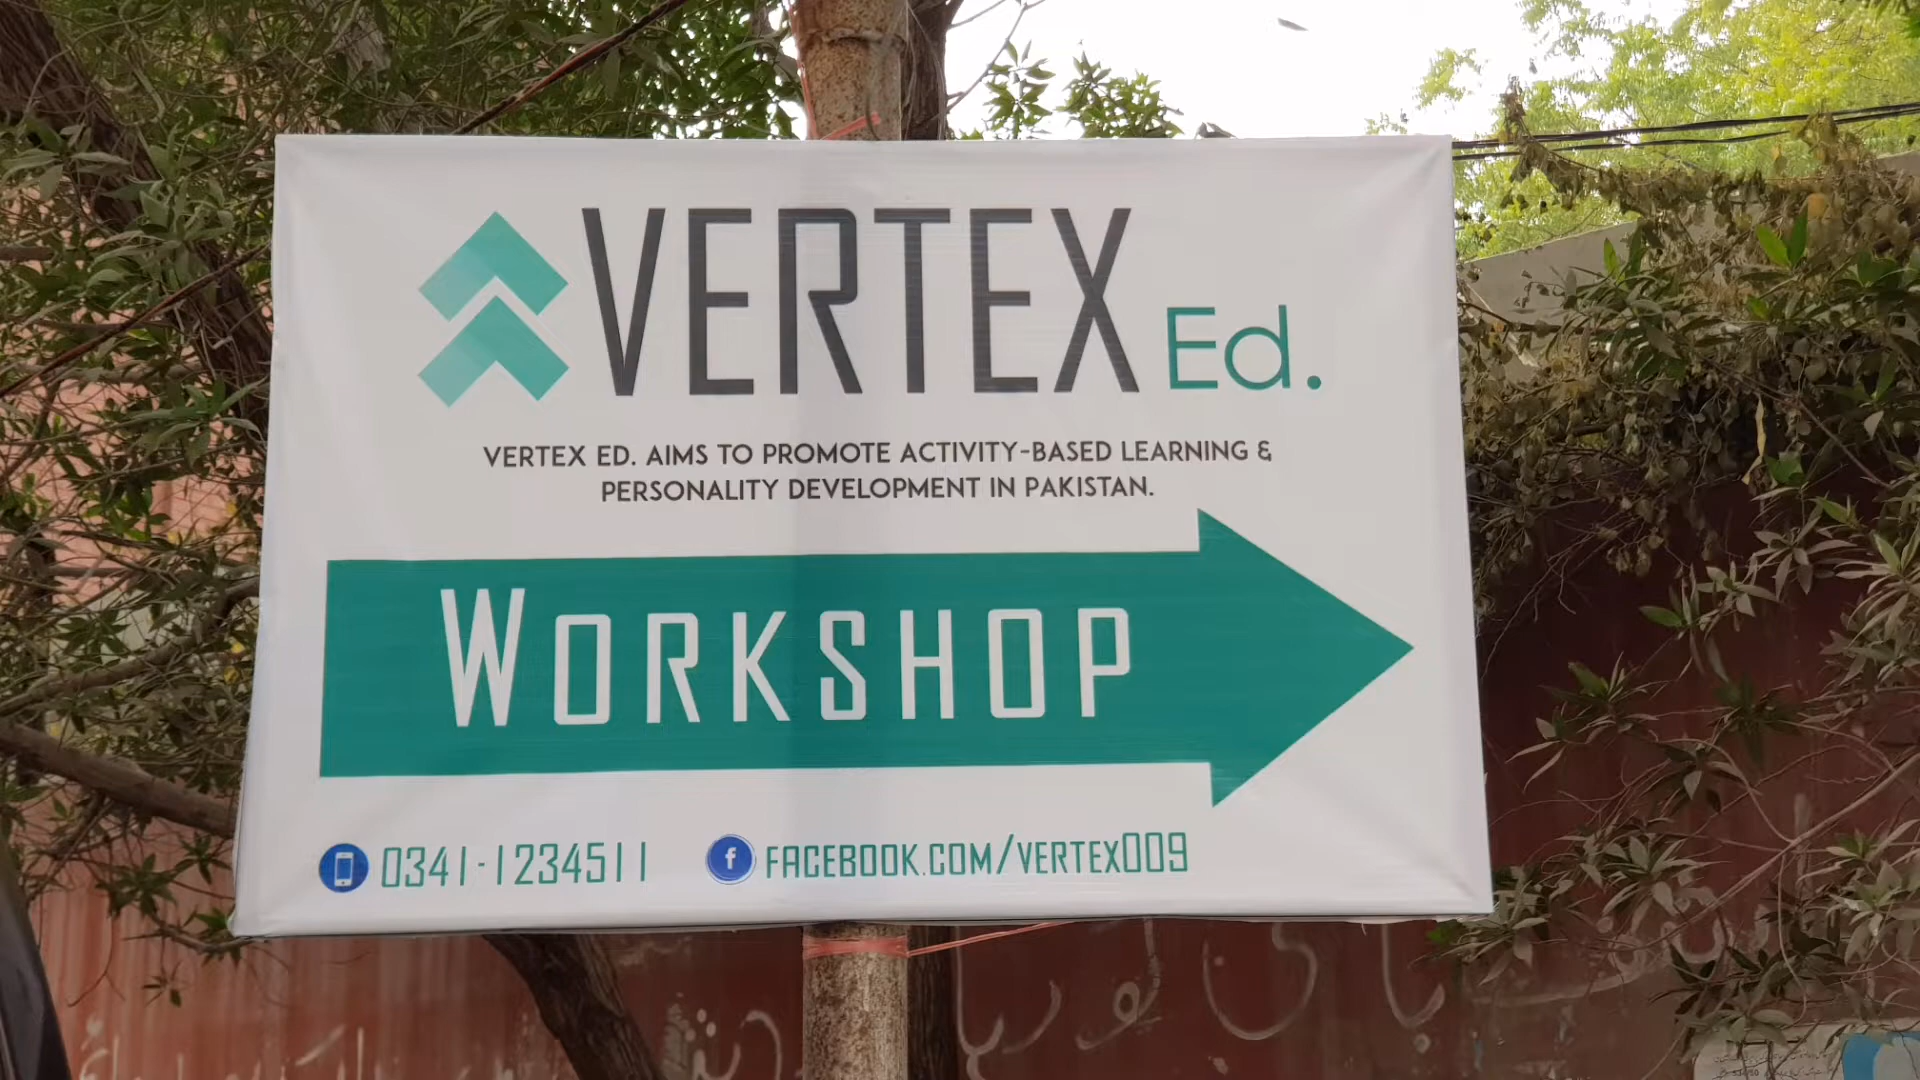 VERTEX Ed.
VERTEX ED. AIMS TO PROMOTE ACTIVITY-BASED LEARNING &
PERSONALITY DEVELOPMENT IN PAKISTAN.
WORKSHOP
0341-1234511 FACEBOOK.COM/VERTEX009